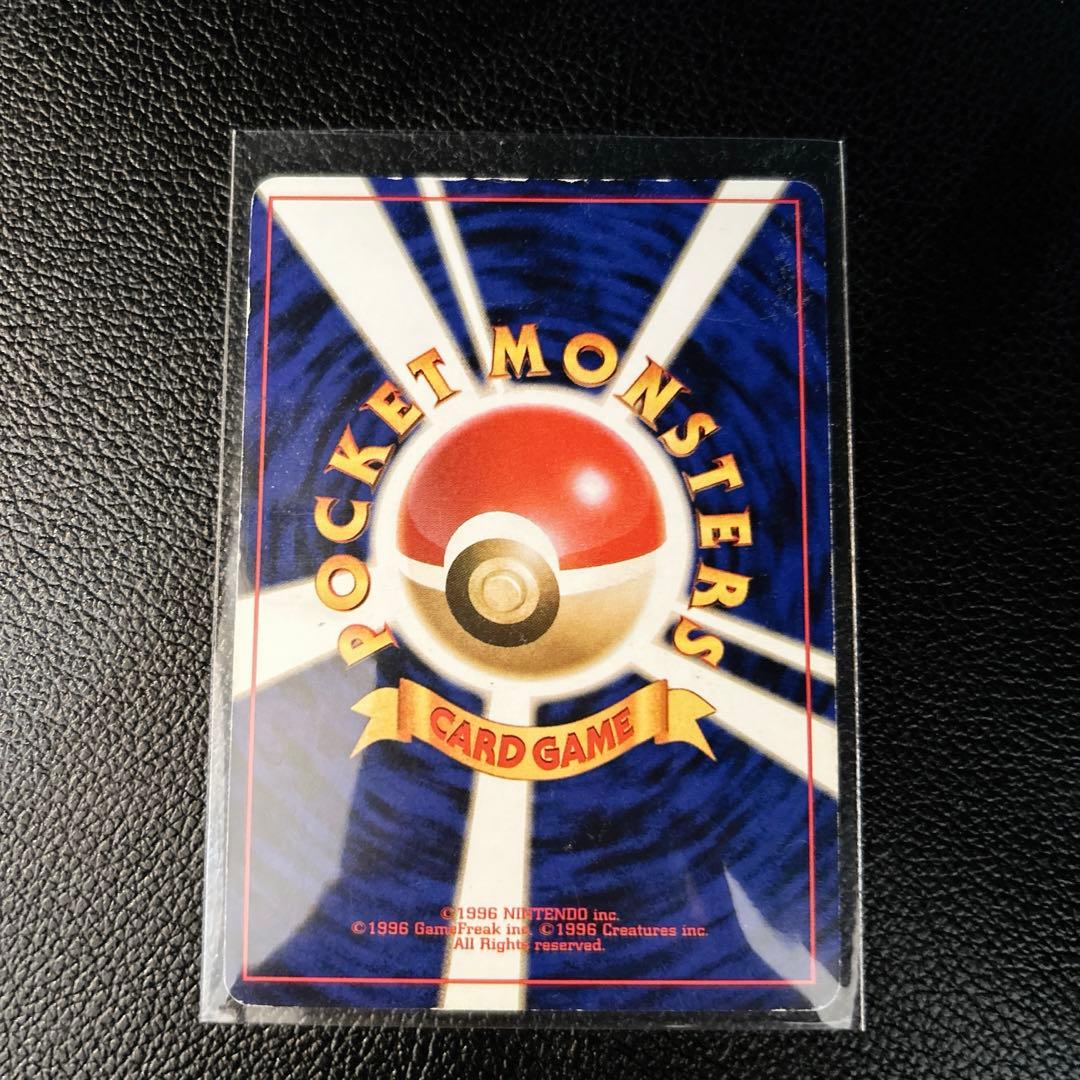 POCKET MONSTERS
CARD GAME
©1996 NINTENDO inc.
©1996 GameFreak inc. ©1996 Creatures inc.
All Rights reserved.